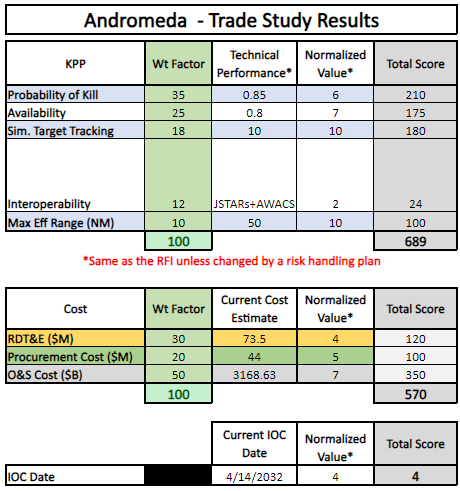 Andromeda - Trade Study Results
KPP Wt Factor Technical Performance* Normalized Value* Total Score
Probability of Kill 35 0.85 6 210
Availability 25 0.8 7 175
Sim. Target Tracking 18 10 10 180
Interoperability 12 JSTARs+AWACS 2 24
Max Eff Range (NM) 10 50 10 100
100 689
*Same as the RFI unless changed by a risk handling plan
Cost Wt Factor Current Cost Estimate Normalized Value* Total Score
RDT&E ($M) 30 73.5 4 120
Procurement Cost ($M) 20 44 5 100
O&S Cost ($B) 50 3168.63 7 350
100 570
Current IOC Date Normalized Value* Total Score
IOC Date 4/14/2032 4 4